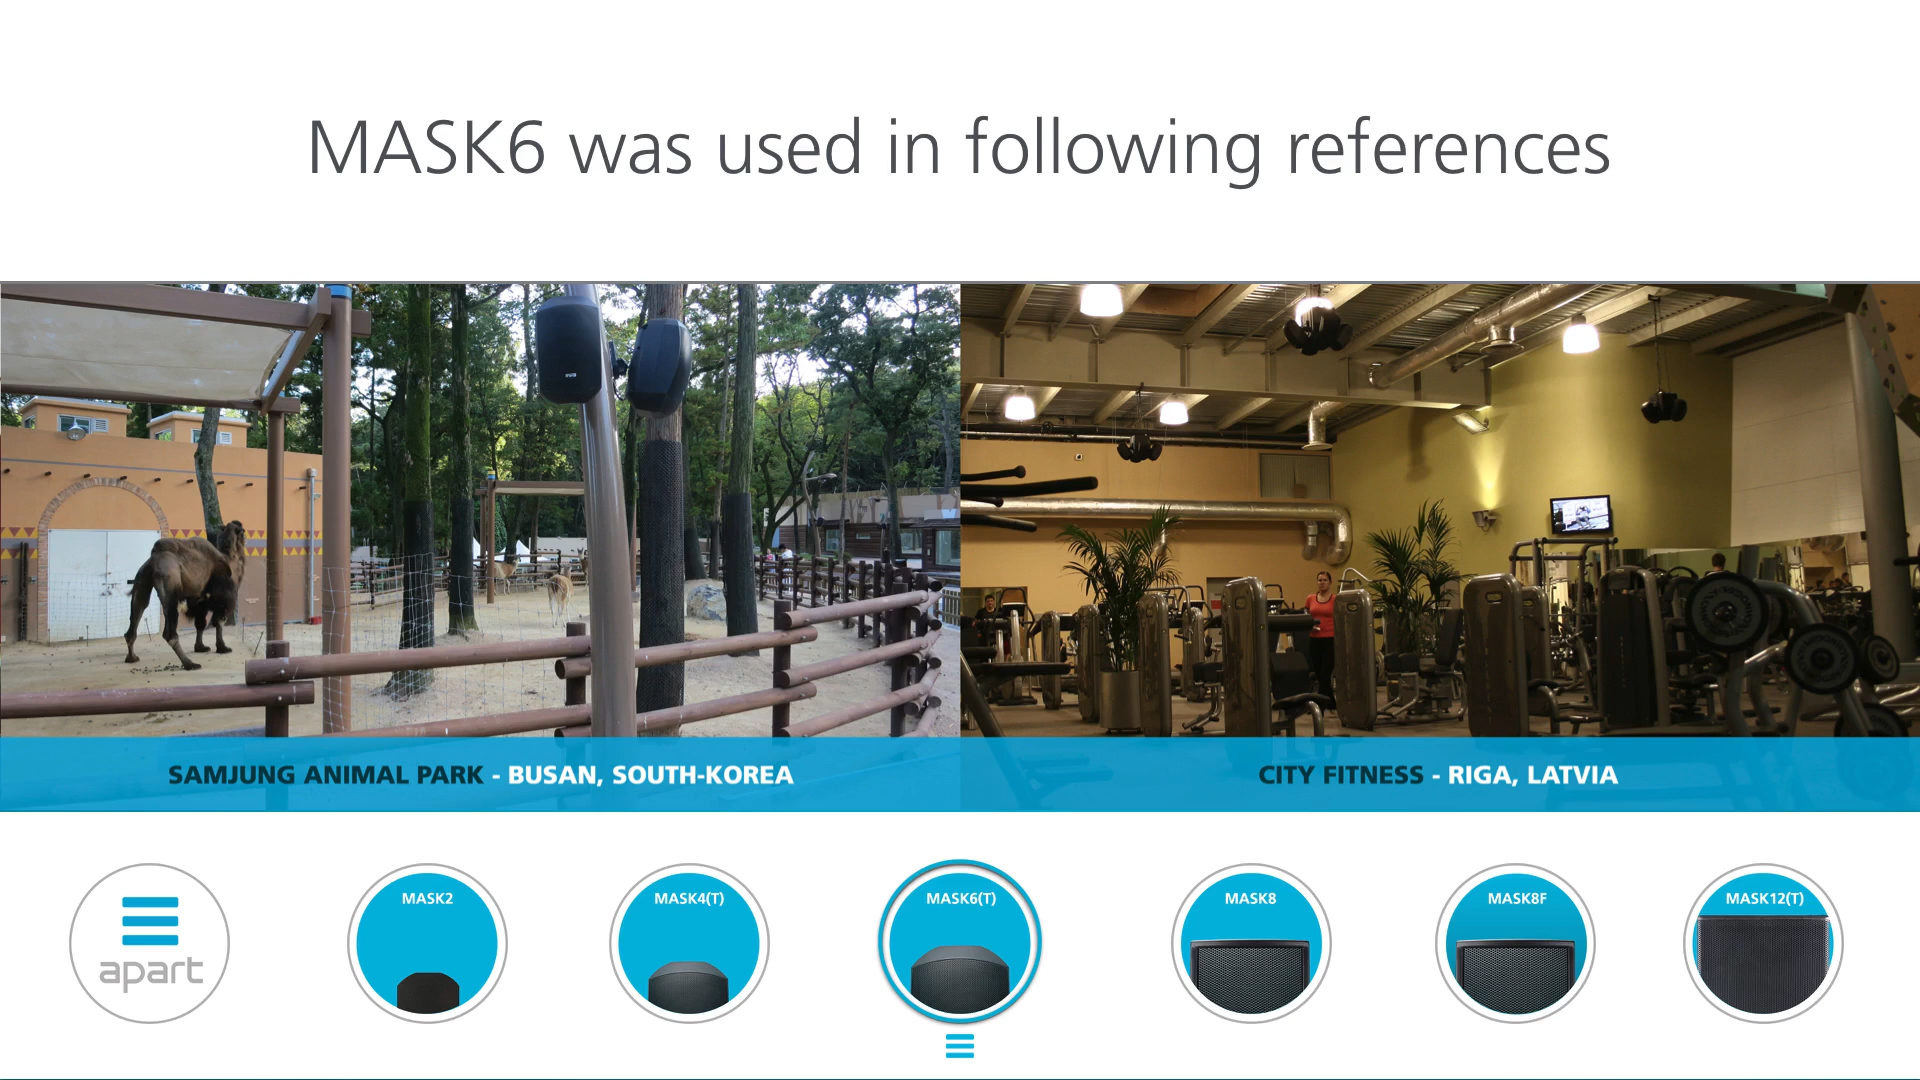 MASK6 was used in following references
SAMJUNG ANIMAL PARK - BUSAN, SOUTH-KOREA
CITY FITNESS - RIGA, LATVIA
apart
MASK2
MASK4(T)
MASK6(T)
MASK8
MASK8F
MASK12(T)